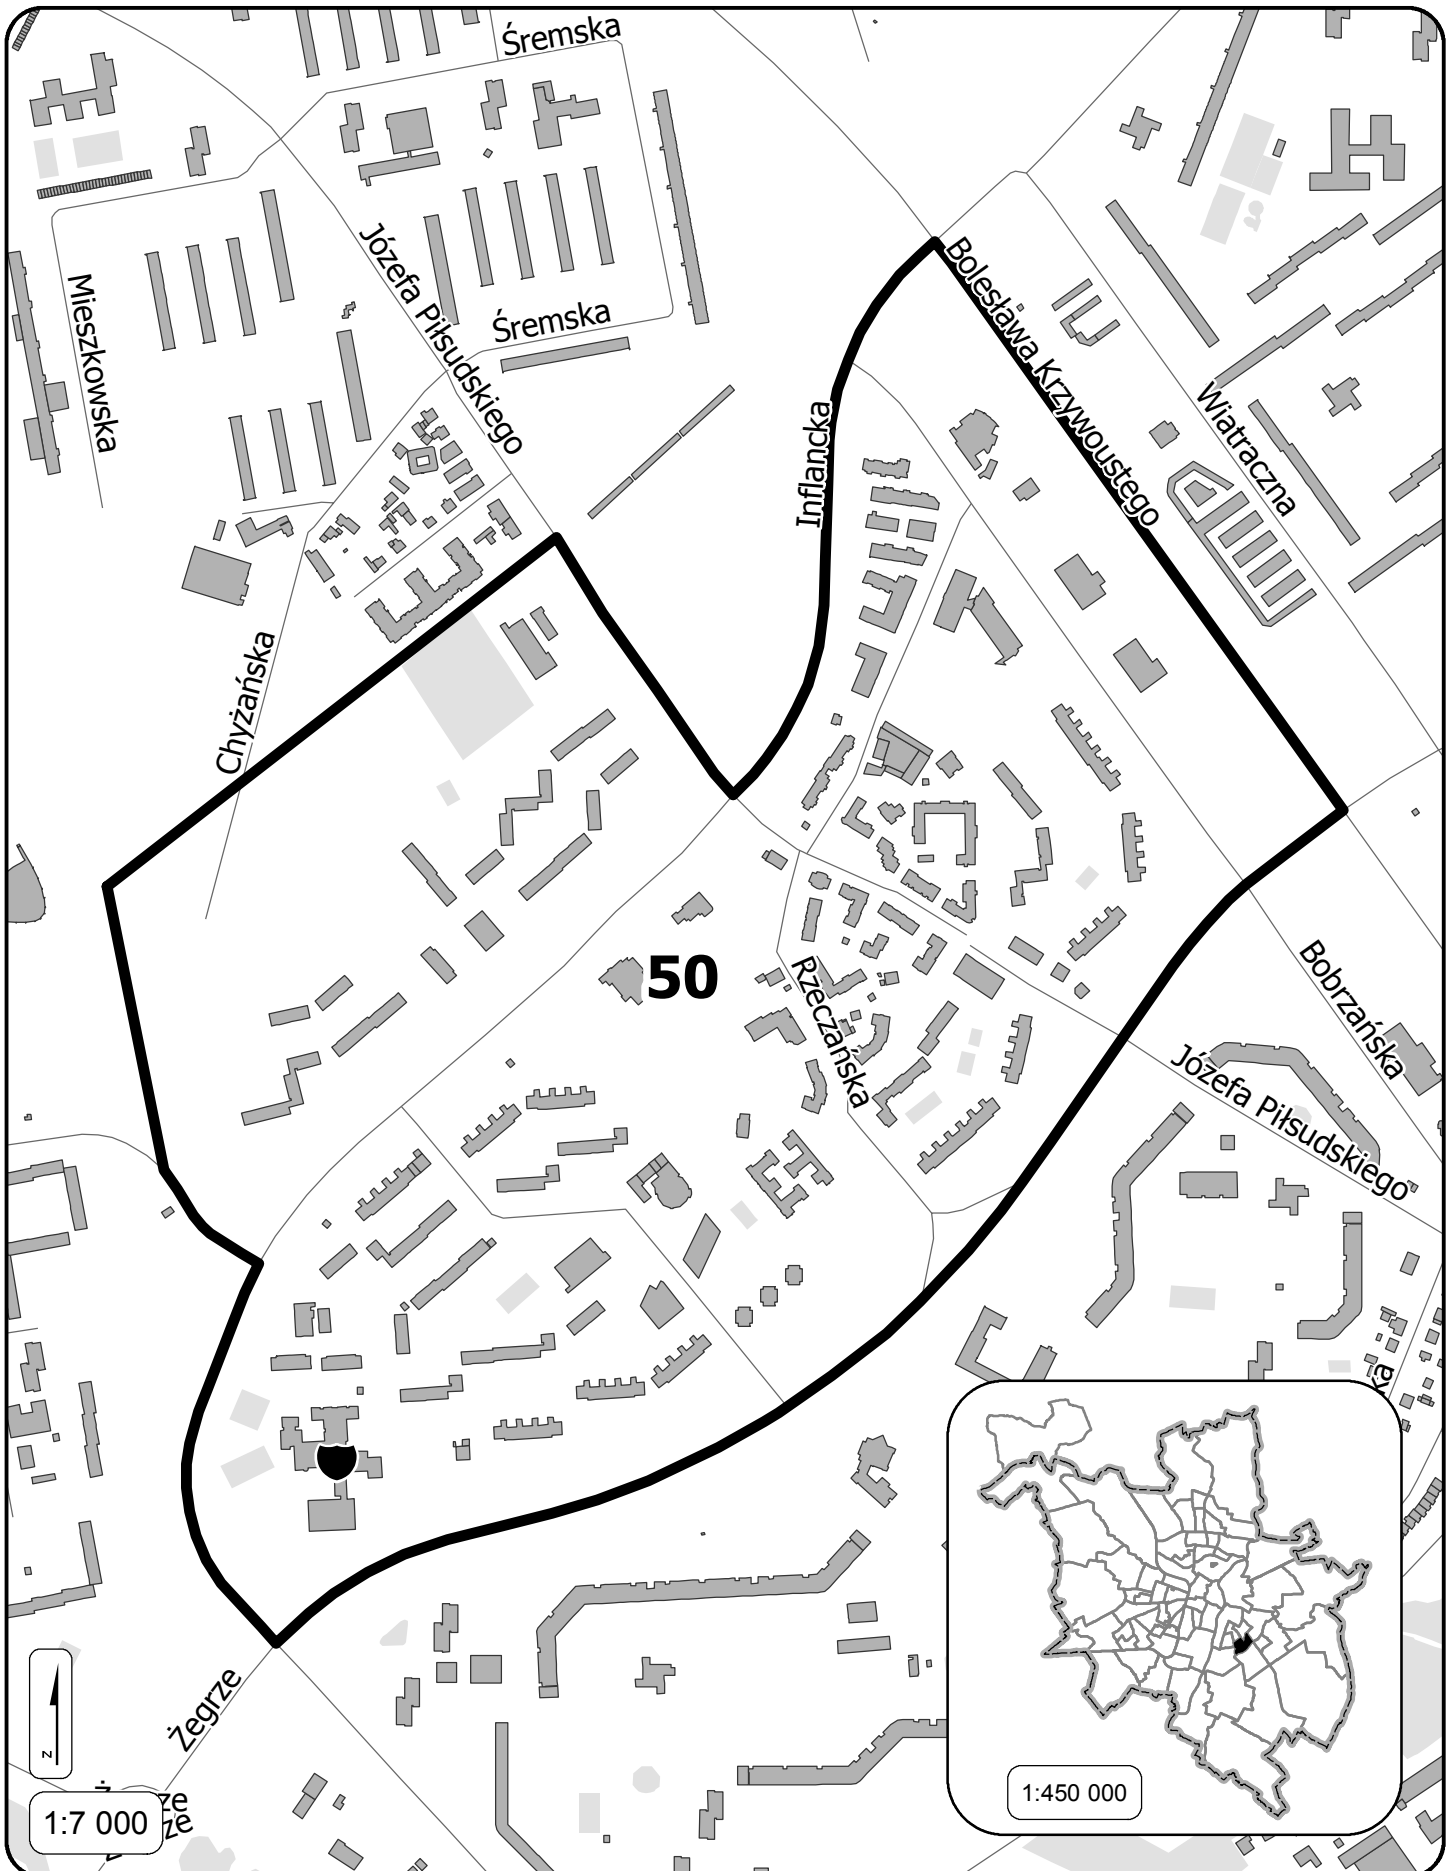 Śremska
Józefa Piłsudskiego
Mieszkowska
Śremska
Bolesława Krzywoustego
Wiatraczna
Inflancka
Chyżańska
50
Rzeczańska
Bobrzańska
Józefa Piłsudskiego
ka
Żegrze
N
1:7 000
1:450 000